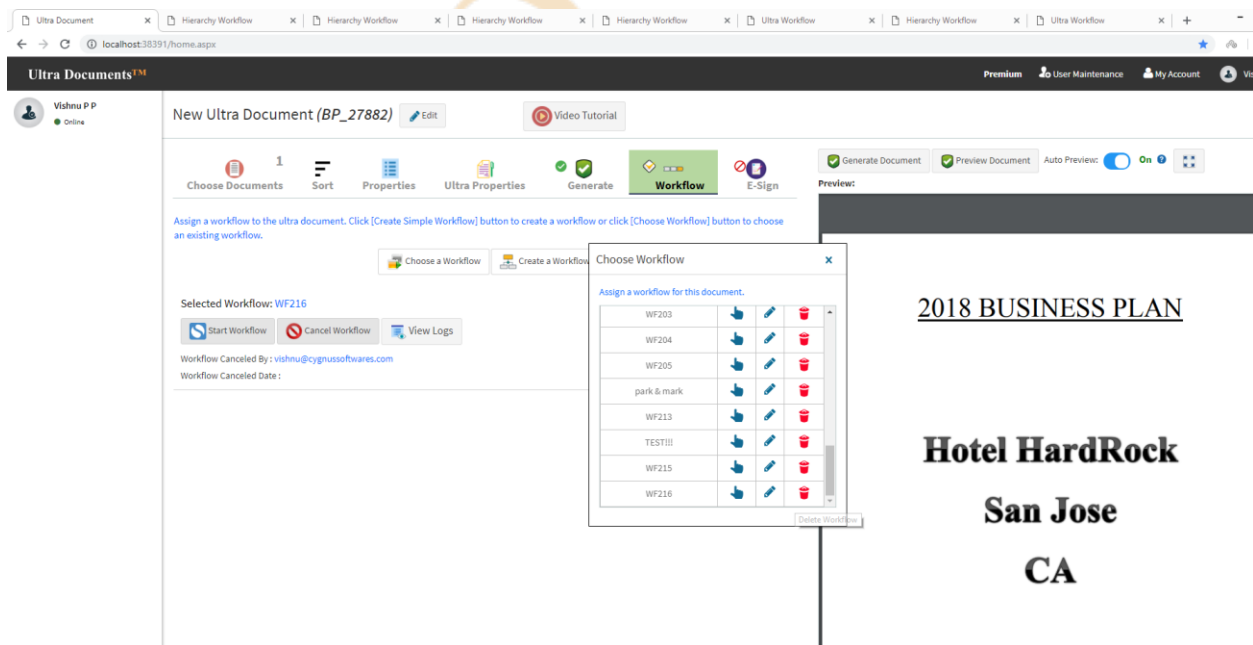 Ultra Document
Hierarchy Workflow
Hierarchy Workflow
Hierarchy Workflow
Hierarchy Workflow
Ultra Workflow
Hierarchy Workflow
Ultra Workflow
localhost:38391/home.aspx
Ultra Documents™
Premium
User Maintenance
My Account
Vis
Vishnu P P
Online
New Ultra Document (BP_27882)
Edit
Video Tutorial
1
Choose Documents
Sort
Properties
Ultra Properties
Generate
Workflow
E-Sign
Generate Document
Preview Document
Auto Preview:
On
Preview:
Assign a workflow to the ultra document. Click [Create Simple Workflow] button to create a workflow or click [Choose Workflow] button to choose
an existing workflow.
Choose a Workflow
Create a Workflow
Selected Workflow: WF216
Start Workflow
Cancel Workflow
View Logs
Workflow Canceled By : vishnu@cygnussoftwares.com
Workflow Canceled Date :
Choose Workflow
Assign a workflow for this document.
WF203
WF204
WF205
park & mark
WF213
TEST!!!
WF215
WF216
Delete Workflow
2018 BUSINESS PLAN
Hotel HardRock
San Jose
CA